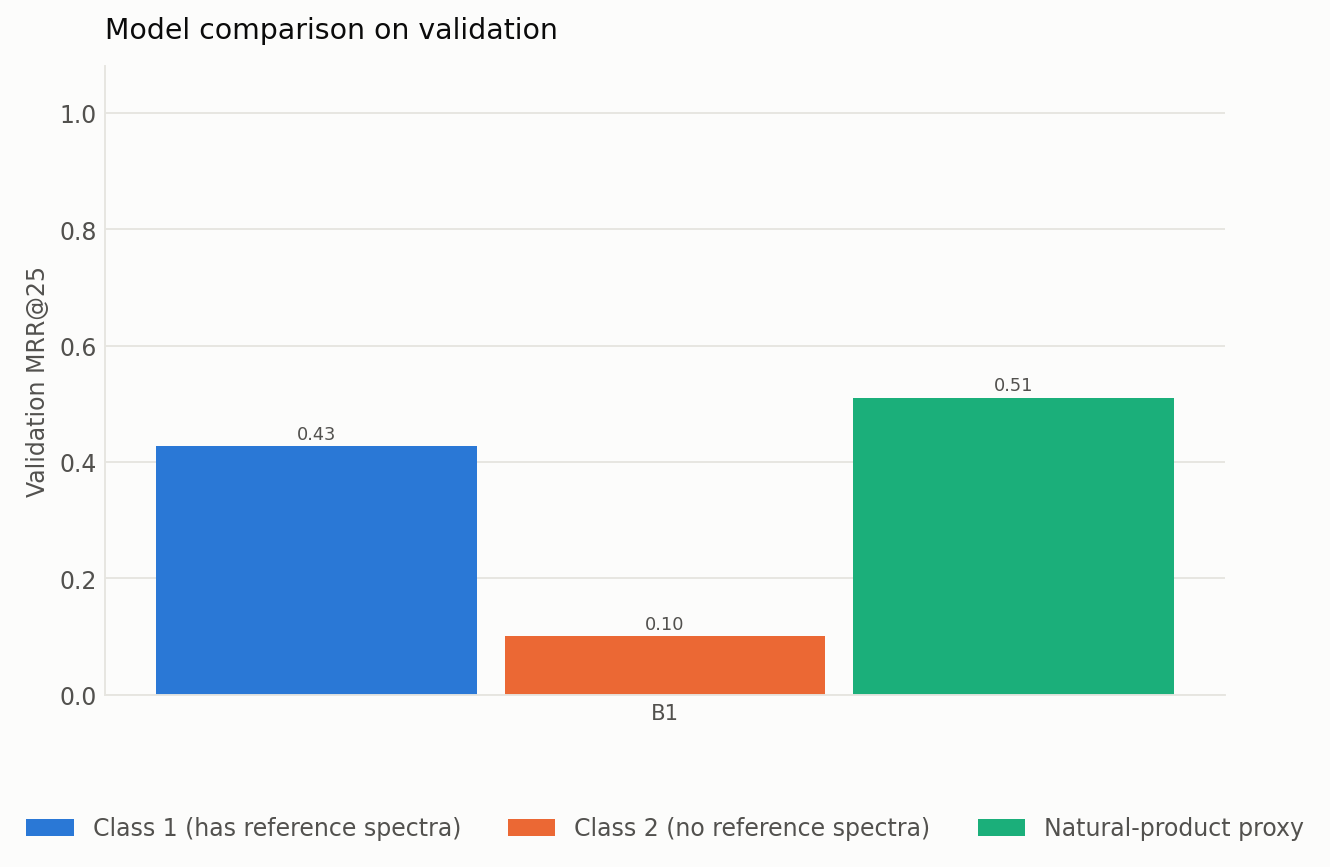 Model comparison on validation
Validation MRR@25
1.0
0.8
0.6
0.4
0.2
0.0
0.43
0.10
0.51
B1
Class 1 (has reference spectra)
Class 2 (no reference spectra)
Natural-product proxy